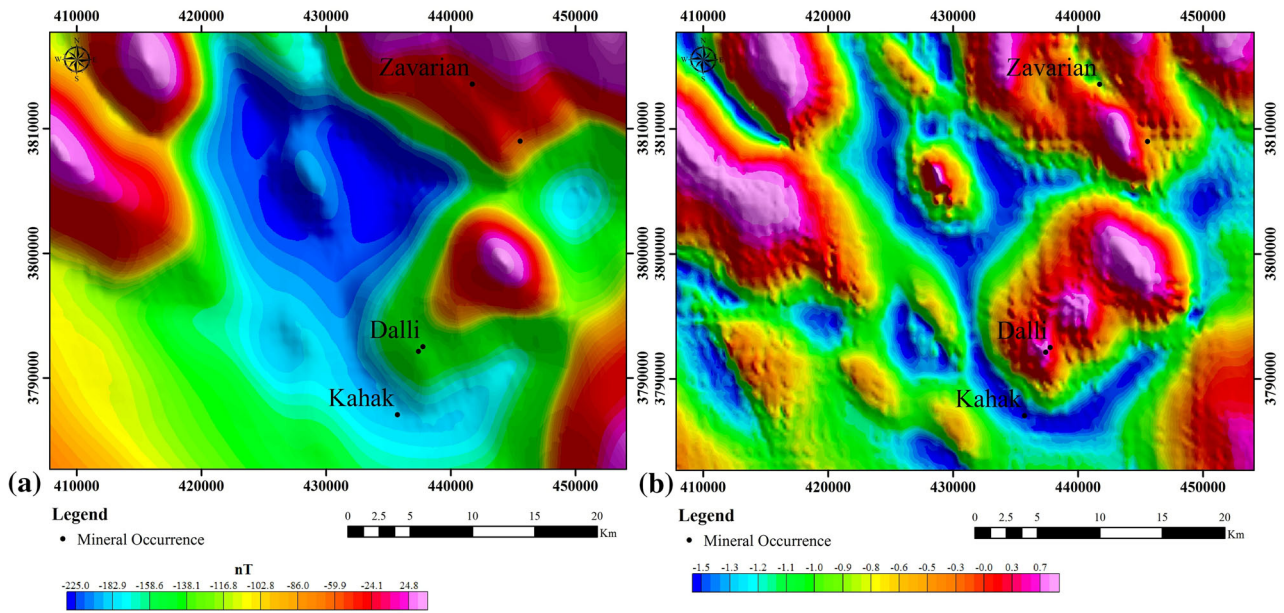 410000 420000 430000 440000 450000
N
W E
S
Zavarian
3810000 3810000
3800000 3800000
Dalli
3790000 3790000
Kahak
(a)
410000 420000 430000 440000 450000
Legend
• Mineral Occurrence
0 2.5 5 10 15 20
Km
nT
-225.0 -182.9 -158.6 -138.1 -116.8 -102.8 -86.0 -59.9 -24.1 24.8
410000 420000 430000 440000 450000
N
W E
S
Zavarian
3810000
3800000
Dalli
3790000
Kahak
(b)
410000 420000 430000 440000 450000
Legend
• Mineral Occurrence
0 2.5 5 10 15 20
Km
-1.5 -1.3 -1.2 -1.1 -1.0 -0.8 -0.6 -0.5 -0.3 -0.0 0.3 0.7